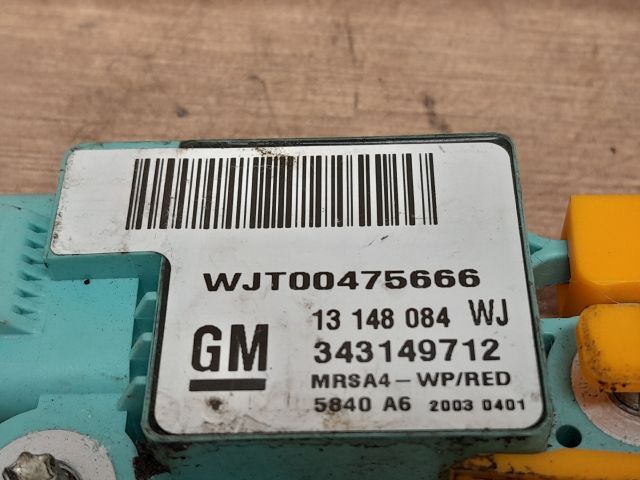 WJT00475666
13 148 084 WJ
GM
343149712
MRSA4-WP/RED
5840 A6 2003 0401